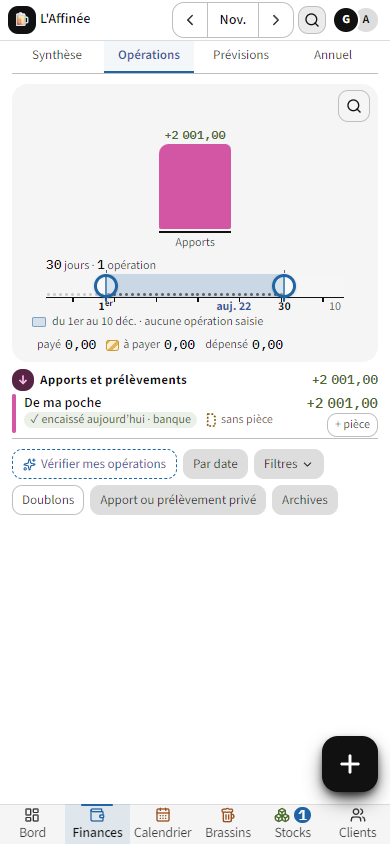 L'Affinée
Nov.
G
A
Synthèse
Opérations
Prévisions
Annuel
+2 001,00
Apports
30 jours · 1 opération
1er
auj. 22
30
10
du 1er au 10 déc. · aucune opération saisie
payé 0,00 à payer 0,00 dépensé 0,00
Apports et prélèvements +2 001,00
De ma poche +2 001,00
✓ encaissé aujourd'hui · banque sans pièce
+ pièce
Vérifier mes opérations
Par date
Filtres
Doublons
Apport ou prélèvement privé
Archives
+
Bord
Finances
Calendrier
Brassins
Stocks
1
Clients